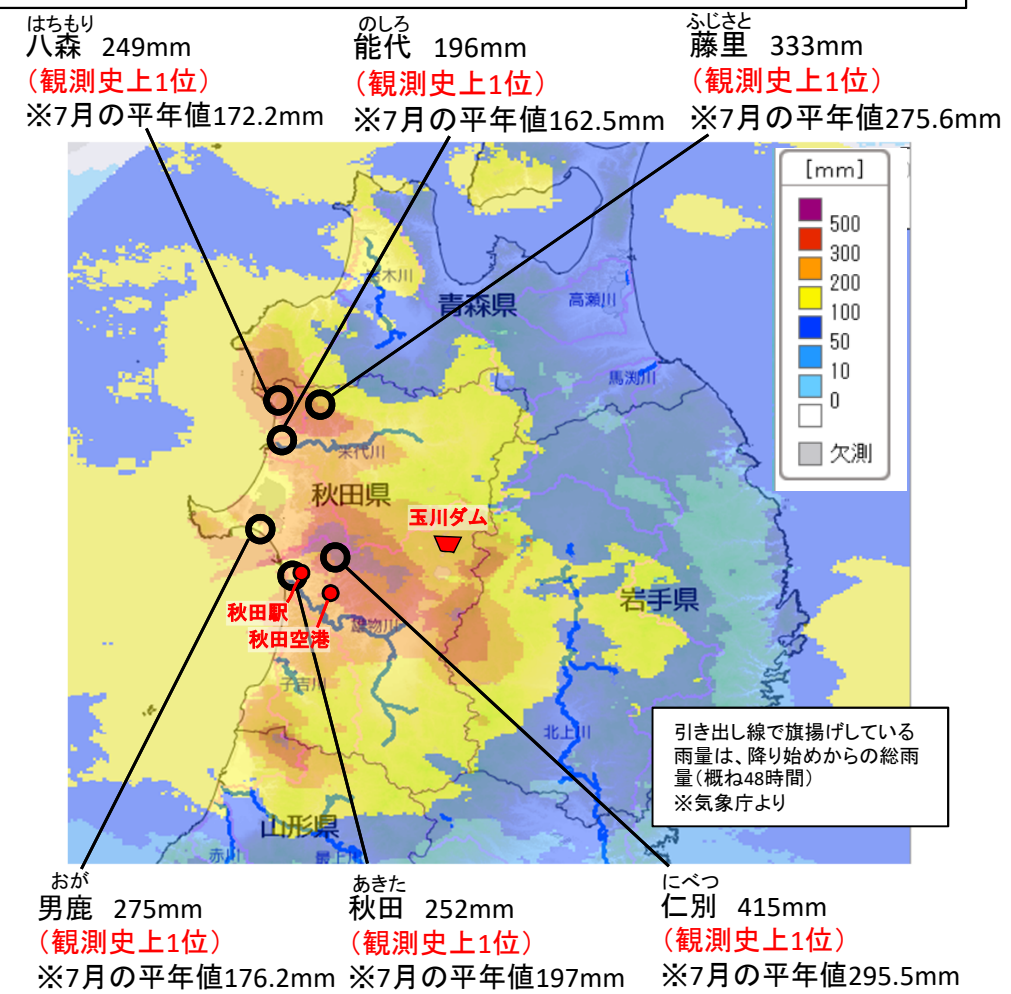 はちもり
八森 249mm
(観測史上1位)
※7月の平年値172.2mm
のしろ
能代 196mm
(観測史上1位)
※7月の平年値162.5mm
ふじさと
藤里 333mm
(観測史上1位)
※7月の平年値275.6mm
[mm]
500
300
200
100
50
10
0
欠測
木川
青森県
高瀬川
馬渕川
米代川
秋田県
玉川ダム
秋田駅
秋田空港
雄物川
子吉川
岩手県
北上川
山形県
赤川
最上川
引き出し線で旗揚げしている
雨量は、降り始めからの総雨
量(概ね48時間)
※気象庁より
おが
男鹿 275mm
(観測史上1位)
※7月の平年値176.2mm
あきた
秋田 252mm
(観測史上1位)
※7月の平年値197mm
にべつ
仁別 415mm
(観測史上1位)
※7月の平年値295.5mm